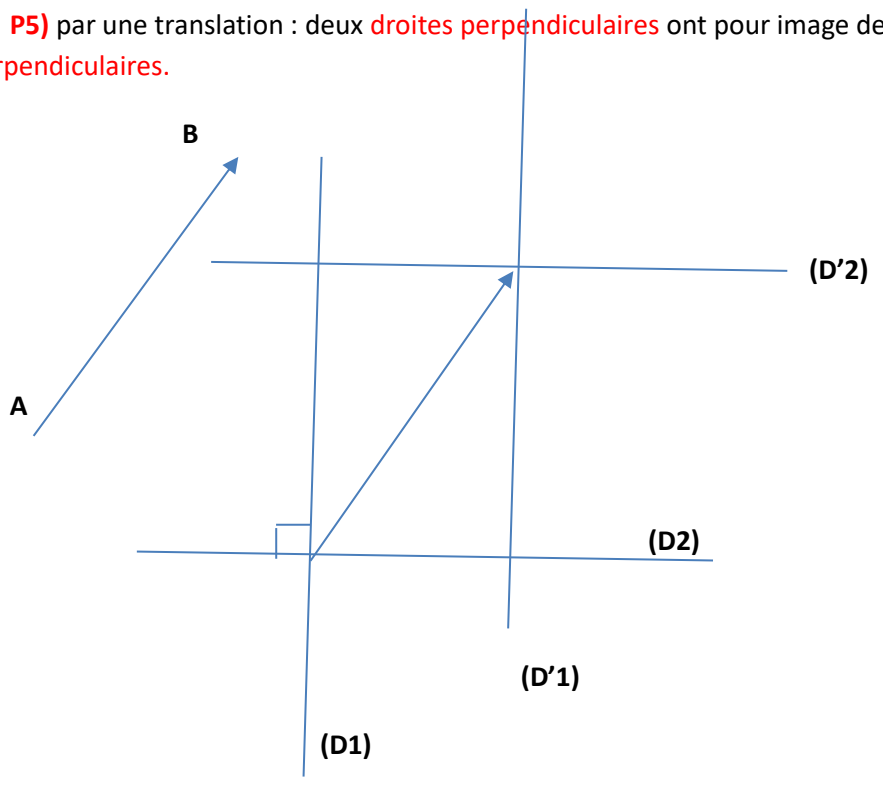 P5) par une translation : deux droites perpendiculaires ont pour image de
rpendiculaires.
B
(D’2)
A
(D2)
(D’1)
(D1)